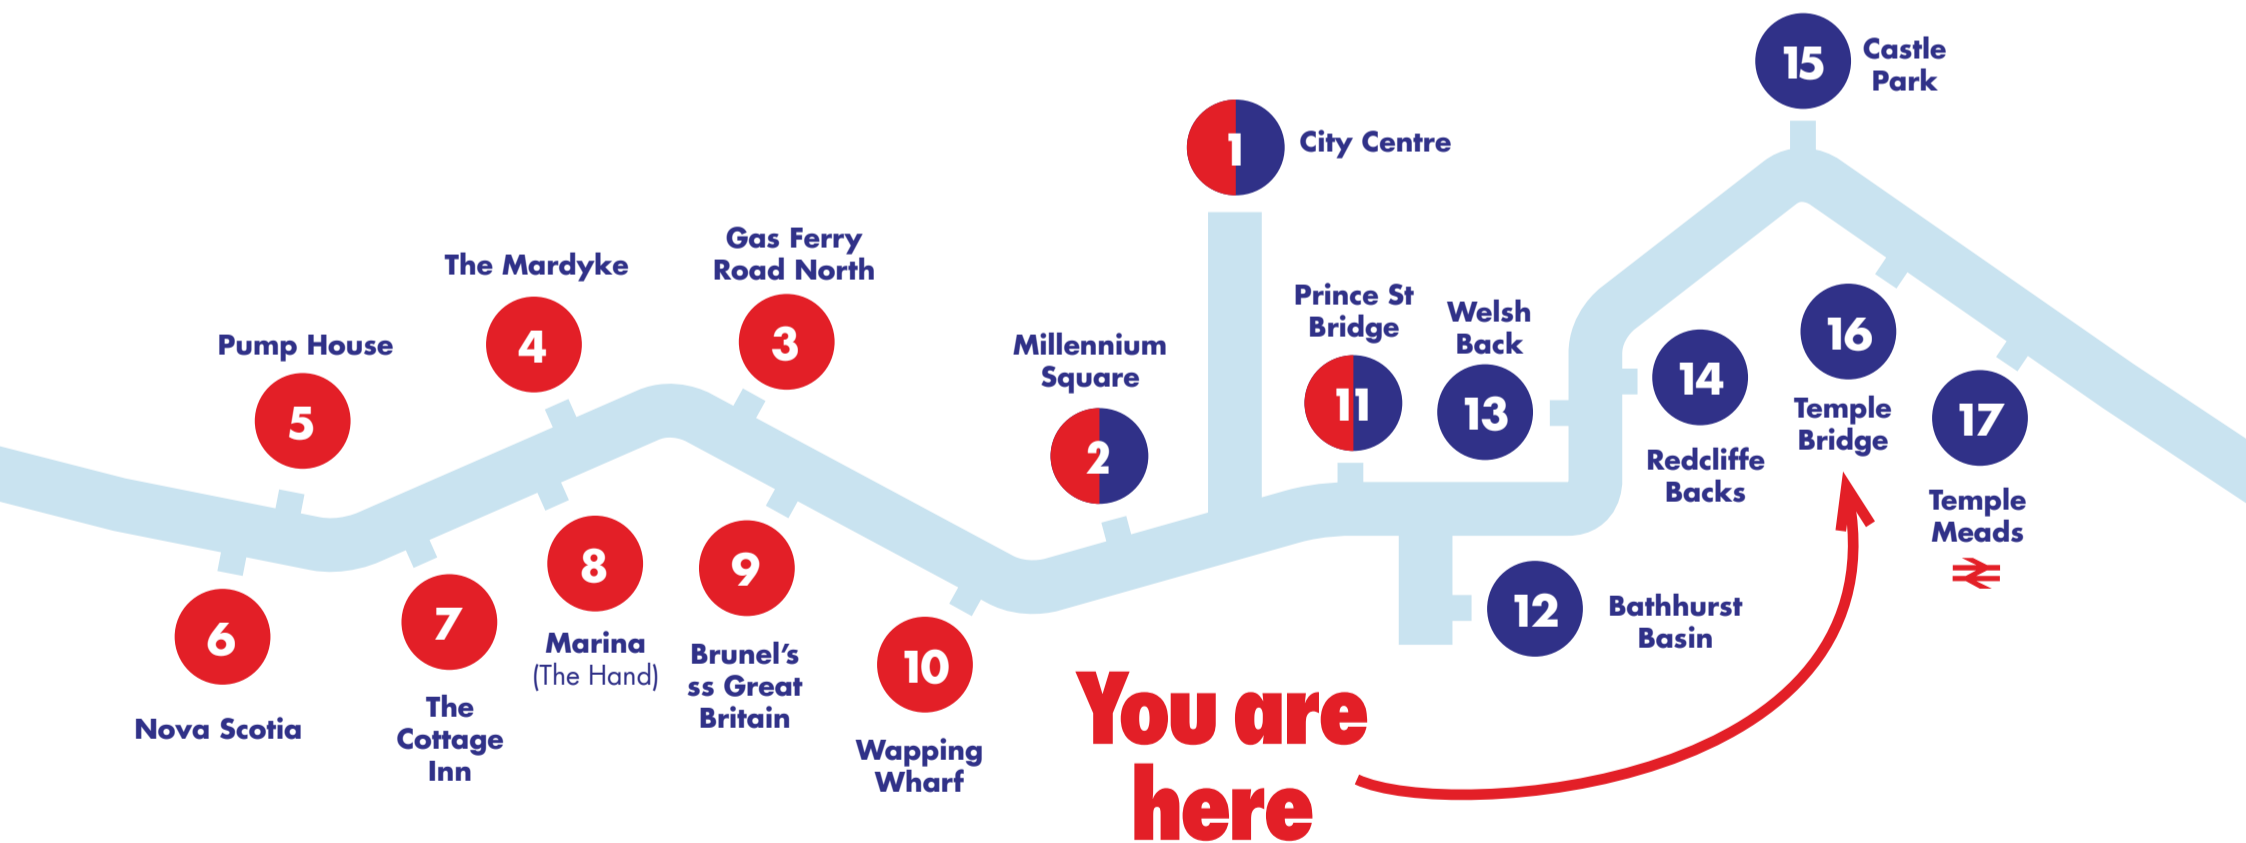 15
Castle
Park
1
City Centre
Gas Ferry
Road North
3
The Mardyke
4
Pump House
5
Millennium
Square
2
Prince St
Bridge
11
Welsh
Back
13
14
Redcliffe
Backs
16
Temple
Bridge
17
Temple
Meads
6
Nova Scotia
7
The
Cottage
Inn
8
Marina
(The Hand)
9
Brunel’s
ss Great
Britain
10
Wapping
Wharf
12
Bathhurst
Basin
You are
here